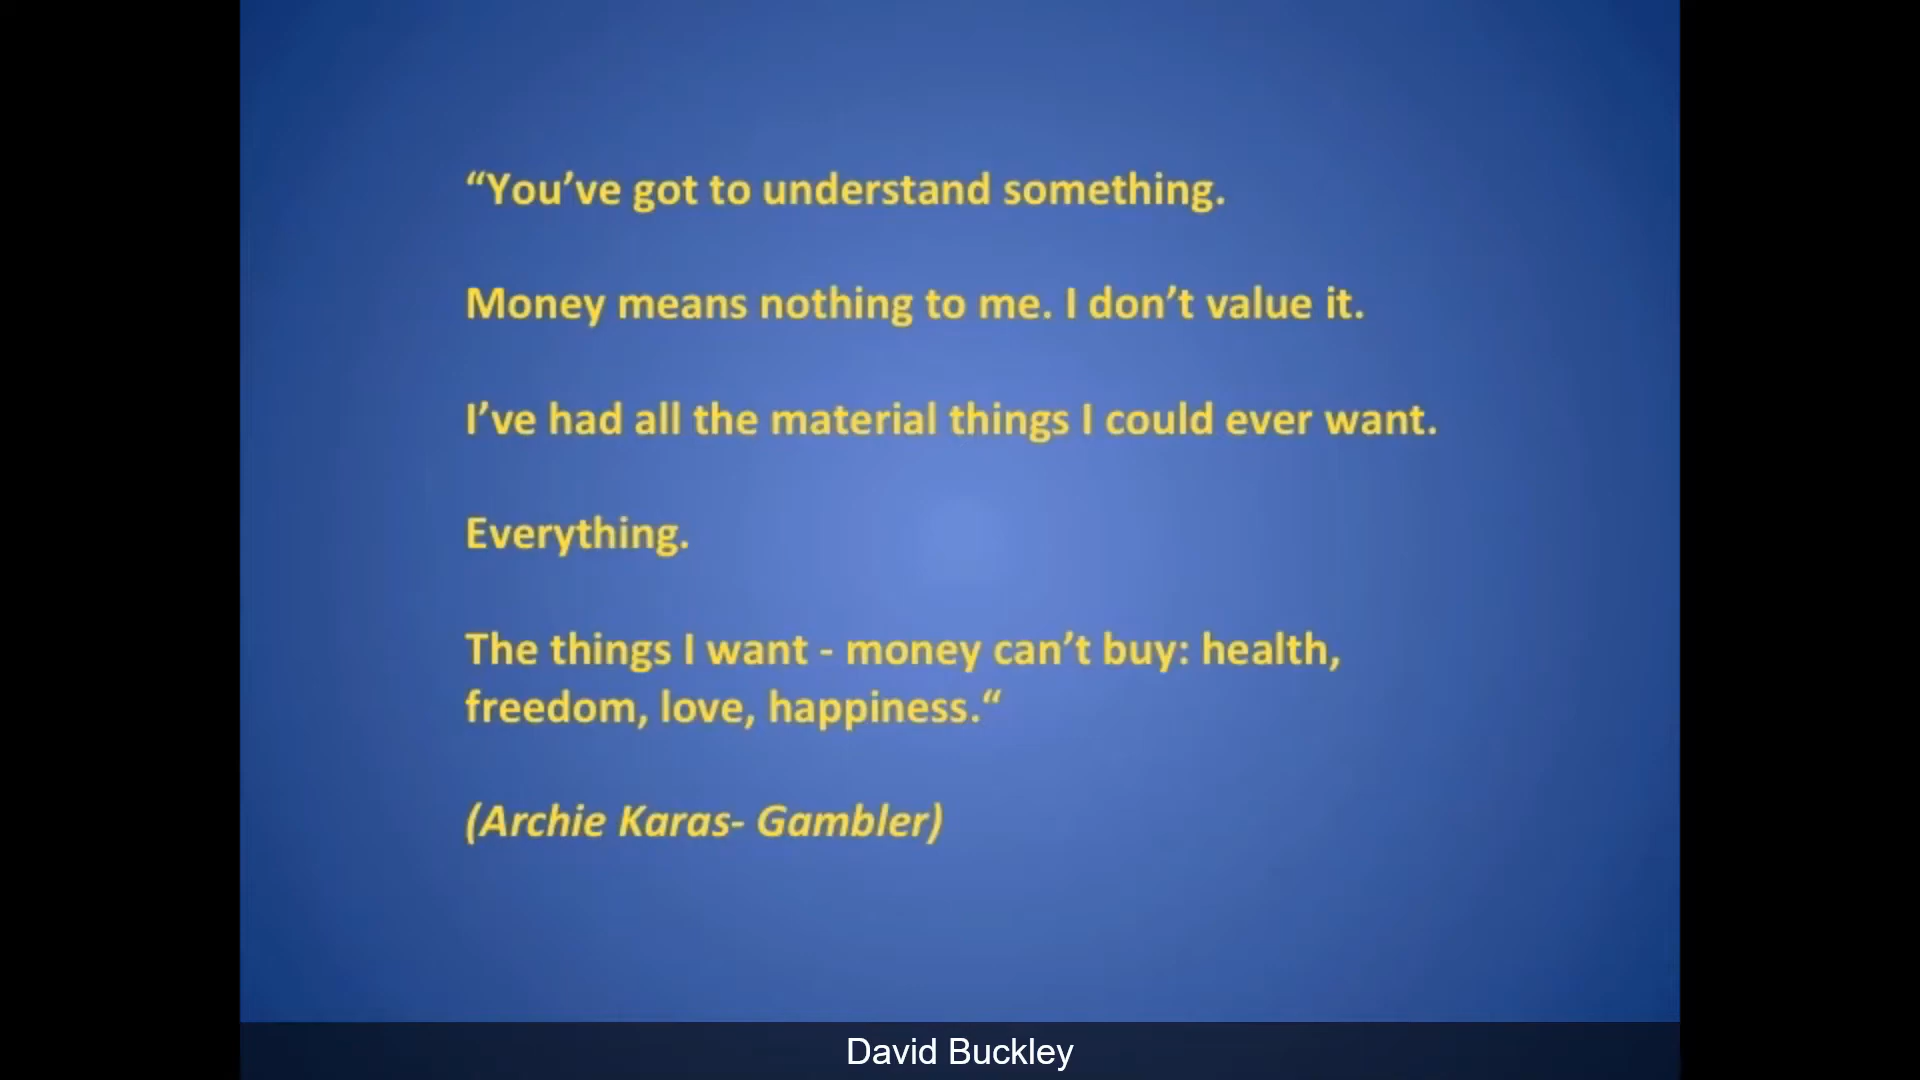 “You’ve got to understand something.
Money means nothing to me. I don’t value it.
I’ve had all the material things I could ever want.
Everything.
The things I want - money can’t buy: health,
freedom, love, happiness.“
(Archie Karas- Gambler)
David Buckley